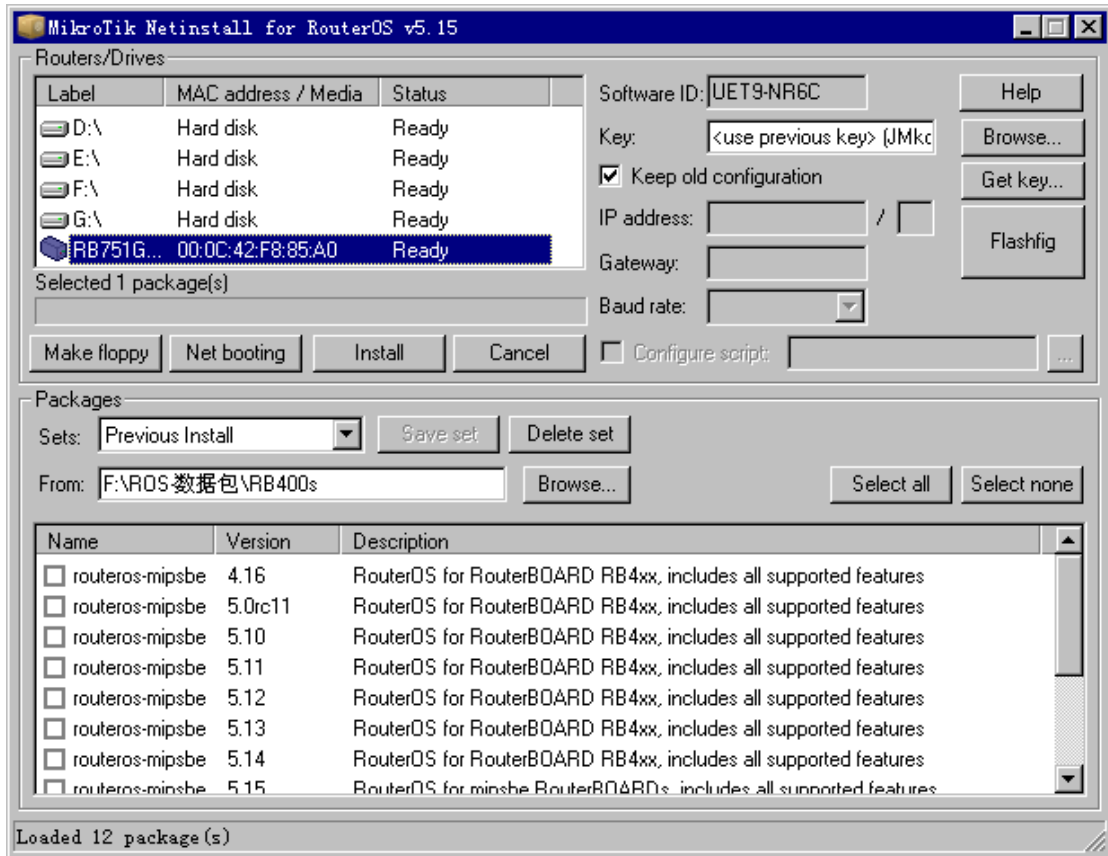 MikroTik Netinstall for RouterOS v5.15
Routers/Drives
Label MAC address / Media Status
D:\ Hard disk Ready
E:\ Hard disk Ready
F:\ Hard disk Ready
G:\ Hard disk Ready
RB751G... 00:0C:42:F8:85:A0 Ready
Selected 1 package(s)
Make floppy Net booting Install Cancel
Software ID: UET9-NR6C Help
Key: <use previous key> (JMkc Browse...
Keep old configuration Get key...
IP address: / Flashfig
Gateway:
Baud rate:
Configure script: ...
Packages
Sets: Previous Install Save set Delete set
From: F:\ROS-数据包\RB400s Browse... Select all Select none
Name Version Description
routeros-mipsbe 4.16 RouterOS for RouterBOARD RB4xx, includes all supported features
routeros-mipsbe 5.0rc11 RouterOS for RouterBOARD RB4xx, includes all supported features
routeros-mipsbe 5.10 RouterOS for RouterBOARD RB4xx, includes all supported features
routeros-mipsbe 5.11 RouterOS for RouterBOARD RB4xx, includes all supported features
routeros-mipsbe 5.12 RouterOS for RouterBOARD RB4xx, includes all supported features
routeros-mipsbe 5.13 RouterOS for RouterBOARD RB4xx, includes all supported features
routeros-mipsbe 5.14 RouterOS for RouterBOARD RB4xx, includes all supported features
routeros-mipsbe 5.15 RouterOS for mipsbe RouterBOARDs, includes all supported features
Loaded 12 package(s)